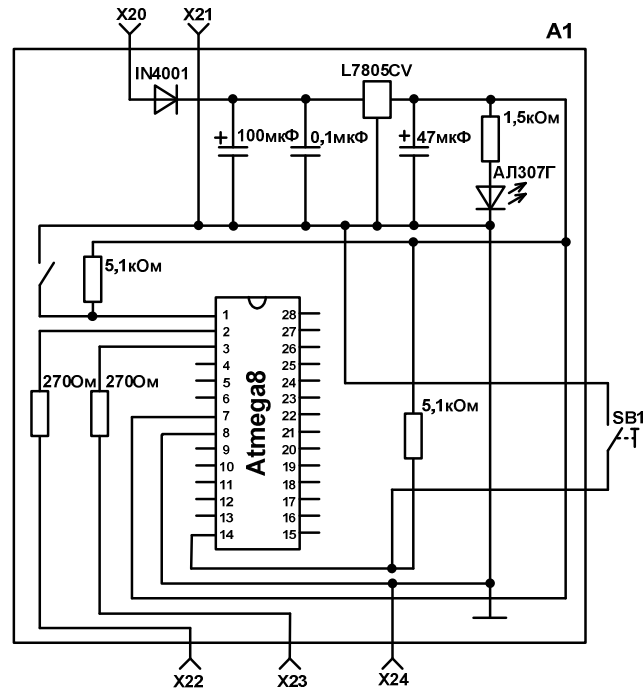 X20
X21
A1
IN4001
L7805CV
+
100мкФ
0,1мкФ
+
47мкФ
1,5кОм
АЛ307Г
5,1кОм
270Ом
270Ом
Atmega8
1
2
3
4
5
6
7
8
9
10
11
12
13
14
28
27
26
25
24
23
22
21
20
19
18
17
16
15
5,1кОм
SB1
X22
X23
X24